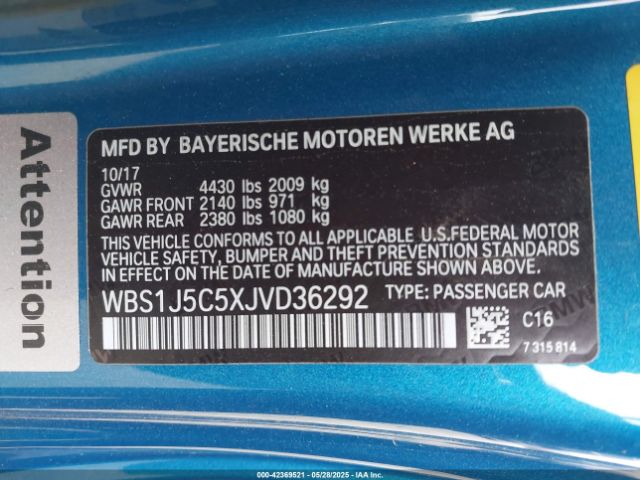 Attention
MFD BY BAYERISCHE MOTOREN WERKE AG
10/17
GVWR 4430 lbs 2009 kg
GAWR FRONT 2140 lbs 971 kg
GAWR REAR 2380 lbs 1080 kg
THIS VEHICLE CONFORMS TO ALL APPLICABLE U.S.FEDERAL MOTOR
VEHICLE SAFETY, BUMPER AND THEFT PREVENTION STANDARDS
IN EFFECT ON THE DATE OF MANUFACTURE SHOWN ABOVE.
WBS1J5C5XJVD36292 TYPE: PASSENGER CAR
C16
7 315 814
000-42369521 | 05/28/2025 | IAA